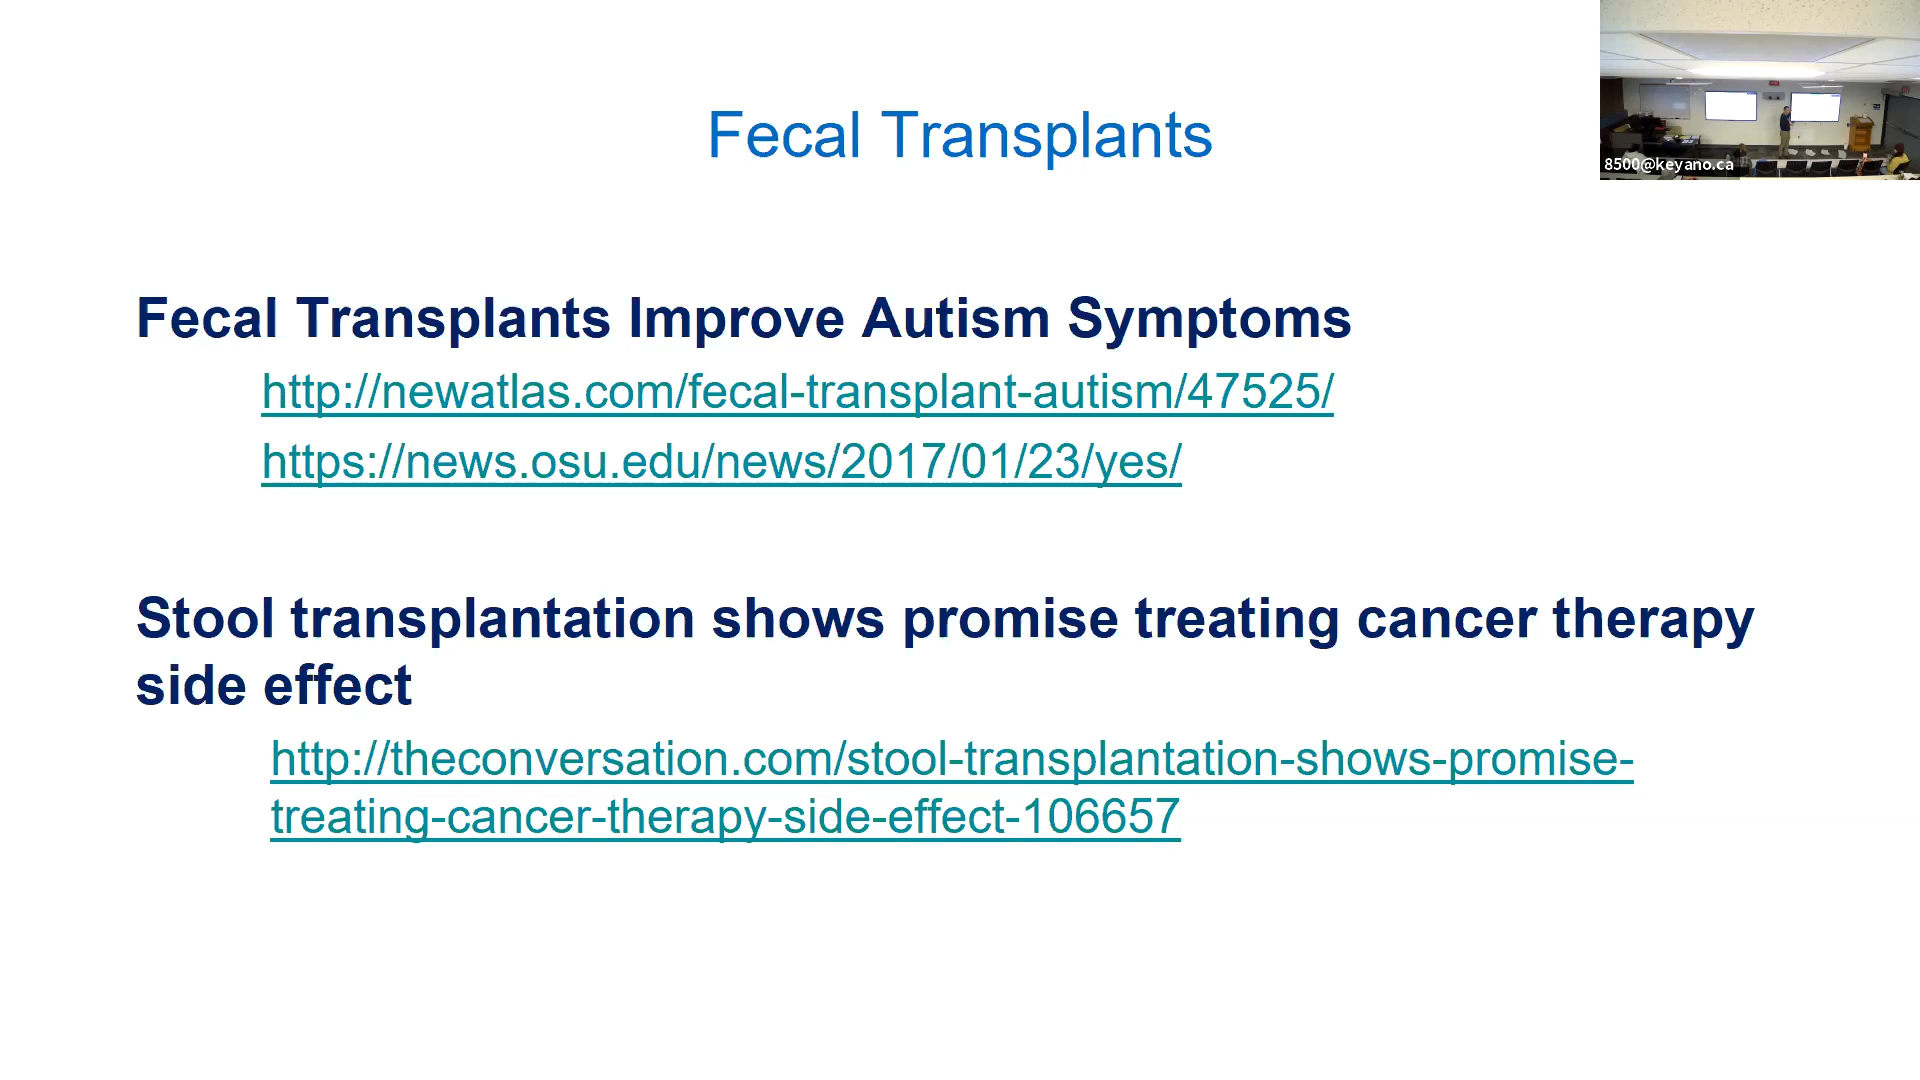 Fecal Transplants
8500@keyano.ca
Fecal Transplants Improve Autism Symptoms
http://newatlas.com/fecal-transplant-autism/47525/
https://news.osu.edu/news/2017/01/23/yes/
Stool transplantation shows promise treating cancer therapy
side effect
http://theconversation.com/stool-transplantation-shows-promise-
treating-cancer-therapy-side-effect-106657